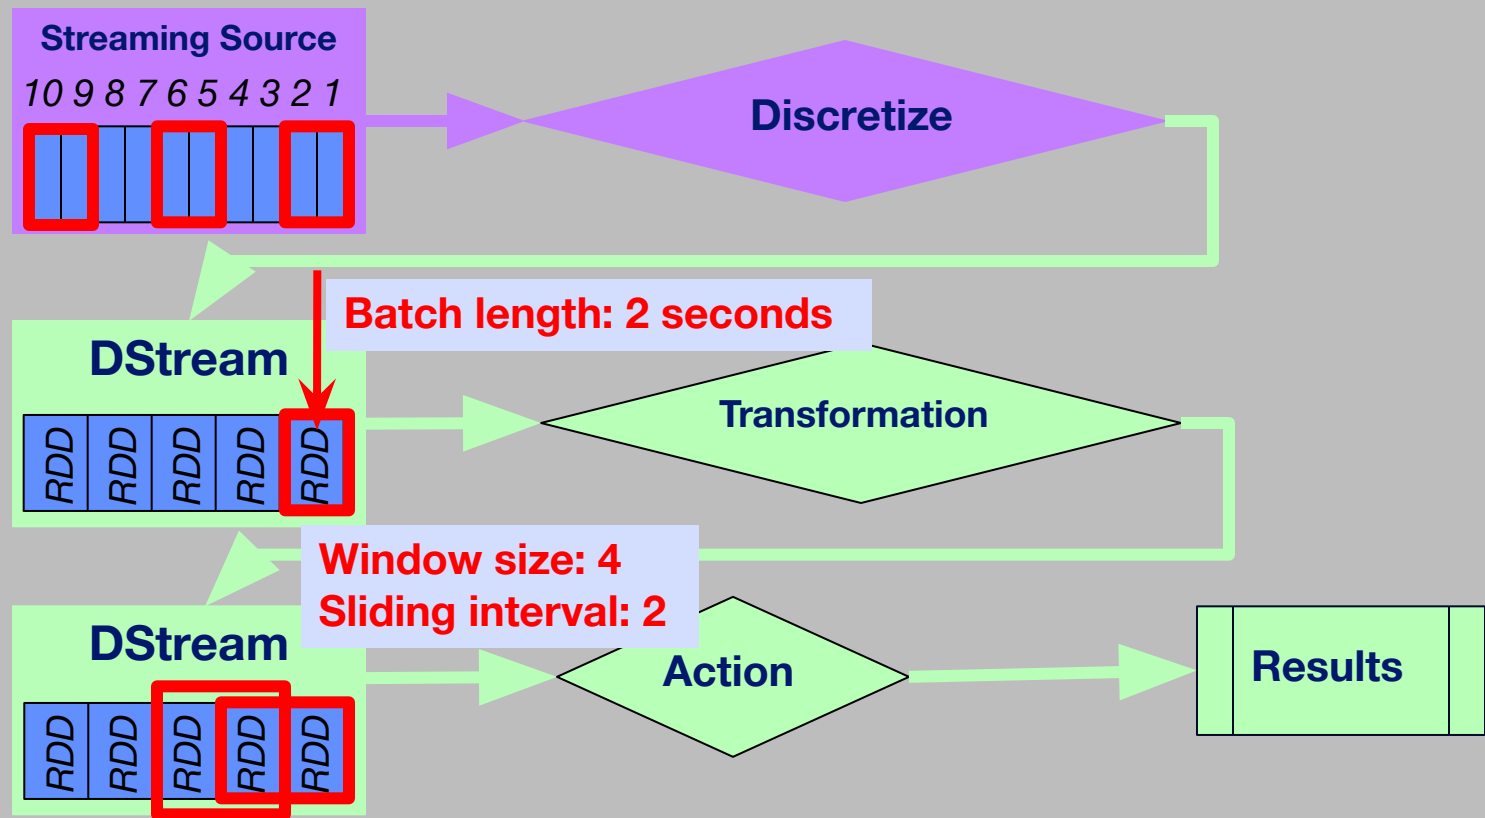 Streaming Source
10 9 8 7 6 5 4 3 2 1
Discretize
Batch length: 2 seconds
DStream
RDD
RDD
RDD
RDD
RDD
Transformation
Window size: 4
Sliding interval: 2
DStream
RDD
RDD
RDD
RDD
RDD
Action
Results